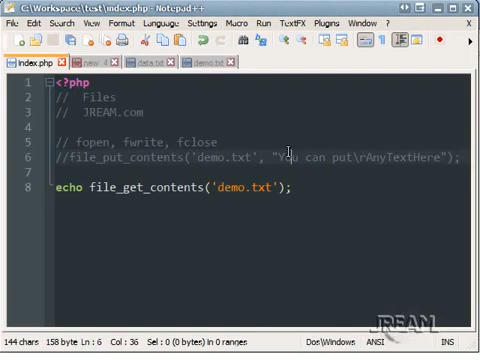 C:\Workspace\test\index.php - Notepad++
File Edit Search View Format Language Settings Macro Run TextFX Plugins Window ? X
index.php new 4 data.txt demo.txt
1 <?php
2 // Files
3 // JREAM.com
4
5 // fopen, fwrite, fclose
6 //file_put_contents('demo.txt', "You can put\rAnyTextHere");
7
8 echo file_get_contents('demo.txt');
JREAM
144 chars 158 byte Ln : 6 Col : 36 Sel : 0 (0 bytes) in 0 ranges Dos\Windows ANSI INS